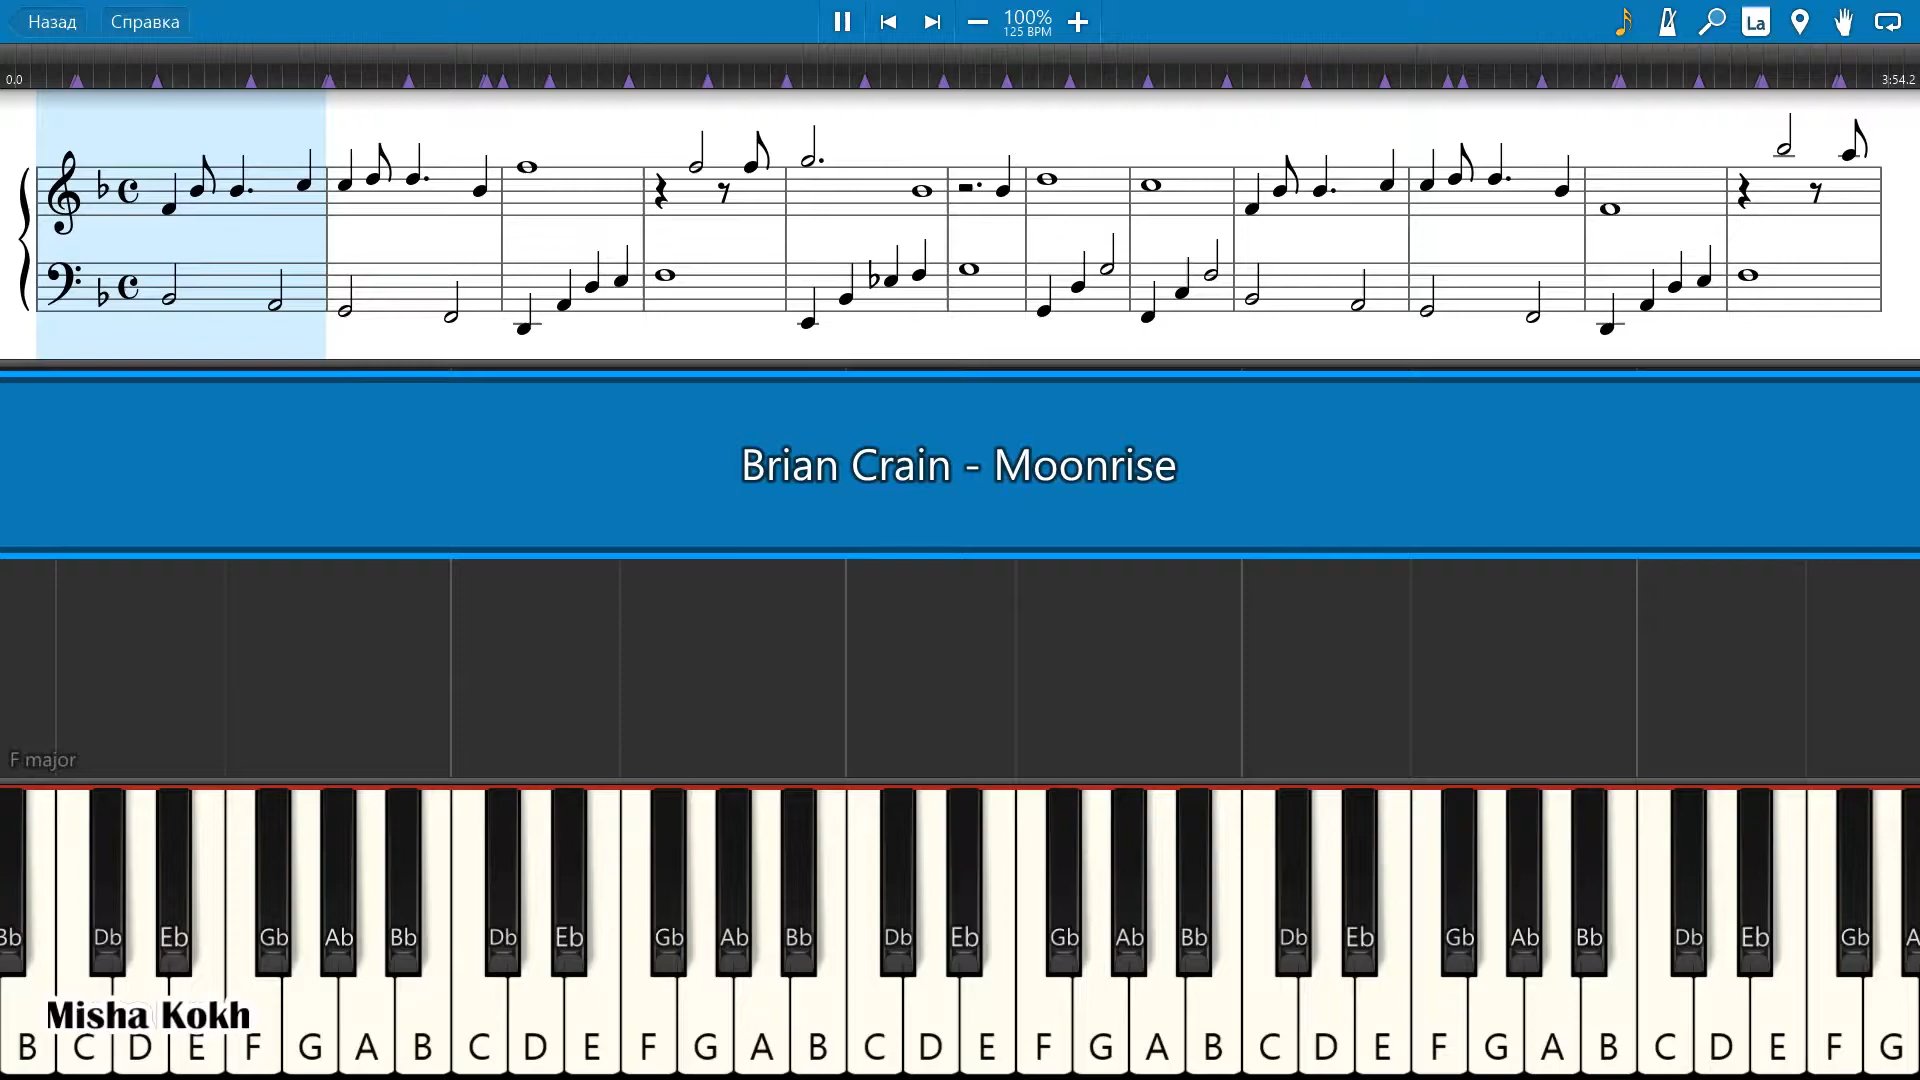 Назад Справка 100% 125 BPM La
0.0 3:54.2
Brian Crain - Moonrise
F major
Bb Db Eb Gb Ab Bb Db Eb Gb Ab Bb Db Eb Gb Ab Bb Db Eb Gb Ab Bb Db Eb Gb A
Misha Kokh
B C D E F G A B C D E F G A B C D E F G A B C D E F G A B C D E F G